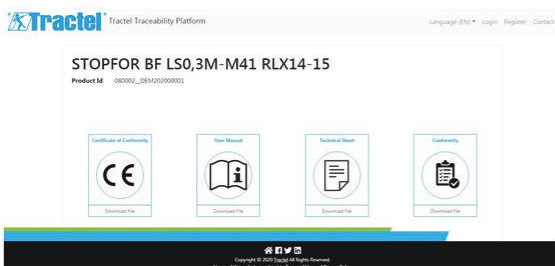 Tractel Tractel Traceability Platform Language (EN) Login Register Contact
STOPFOR BF LS0,3M-M41 RLX14-15
Product Id 080002__DEM202000001
Certificate of Conformity User Manual Technical Sheet Conformity
CE i
Download File Download File Download File Download File
Copyright © 2020 Tractel All Rights Reserved.